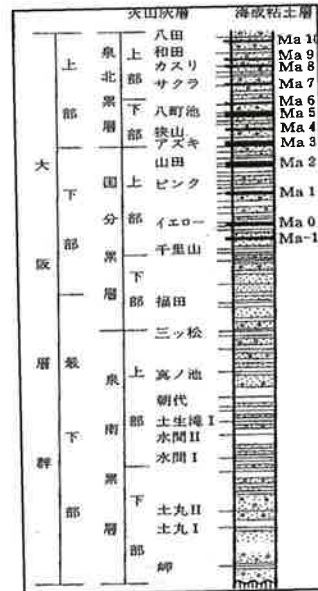 火山灰層 海成粘土層
大阪層群
上部
下部
最下部
泉北累層
上部
下部
国分累層
上部
下部
泉南累層
上部
下部
八田
和田
カスリ
サクラ
八町池
狭山
アズキ
山田
ピンク
イエロー
千里山
福田
三ッ松
真ノ池
朝代
土生滝I
水間II
水間I
土丸II
土丸I
岬
Ma 10
Ma 9
Ma 8
Ma 7
Ma 6
Ma 5
Ma 4
Ma 3
Ma 2
Ma 1
Ma 0
Ma-1